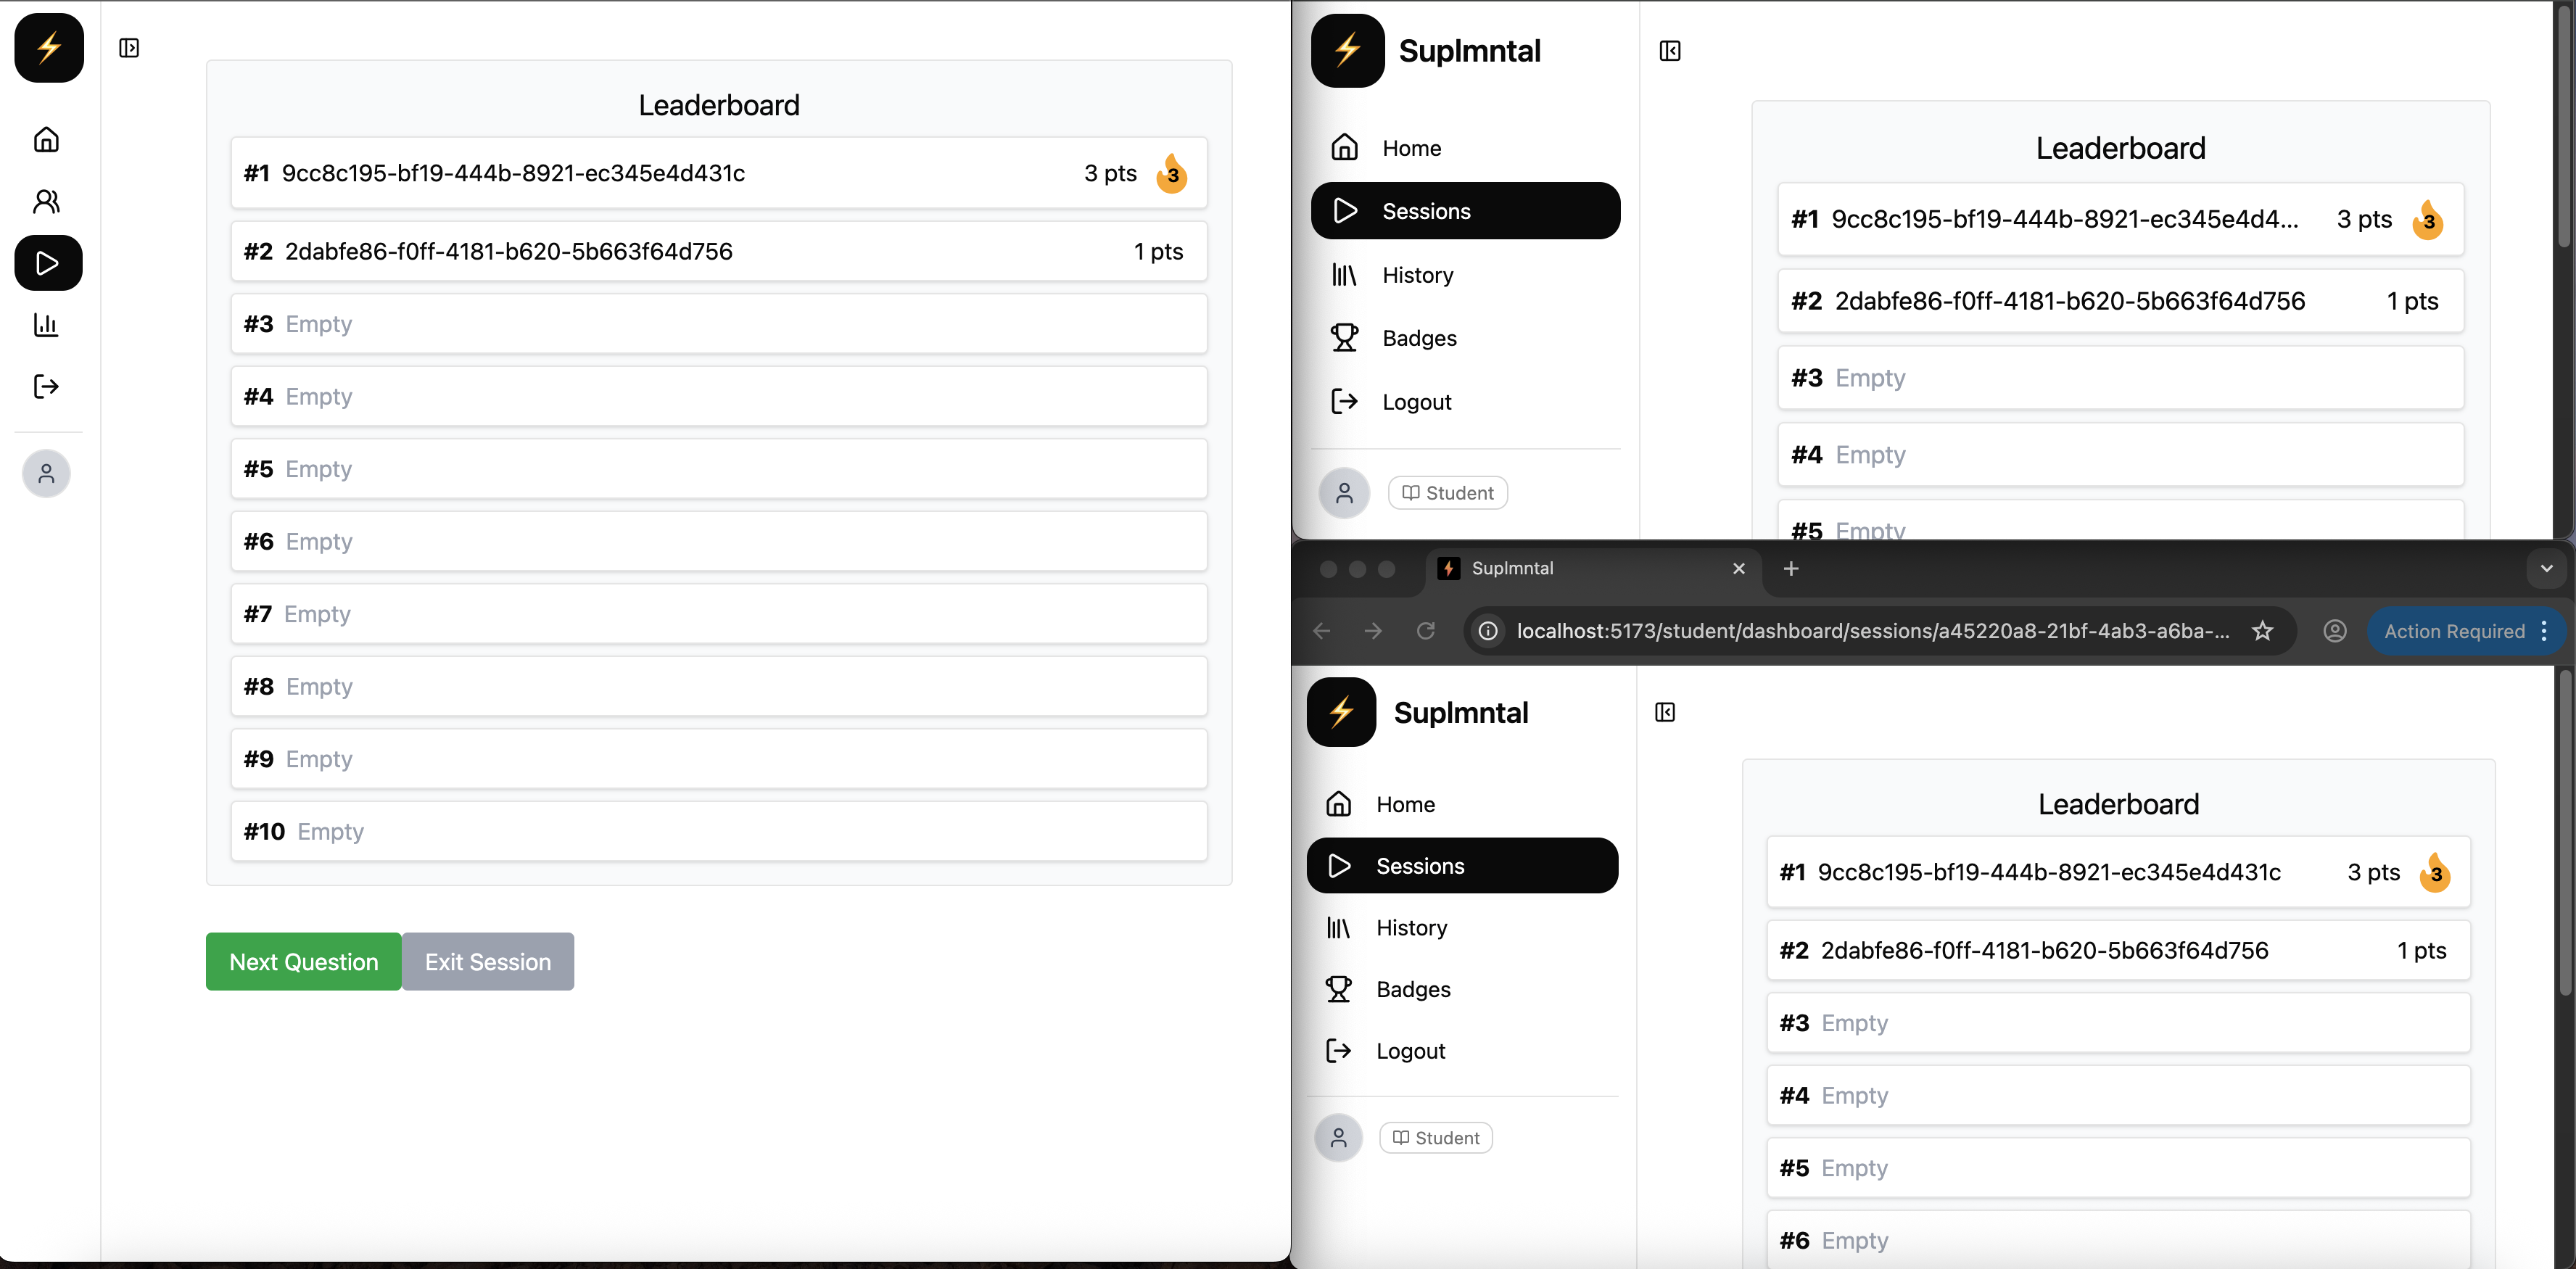 Leaderboard
#1 9cc8c195-bf19-444b-8921-ec345e4d431c 3 pts 3
#2 2dabfe86-f0ff-4181-b620-5b663f64d756 1 pts
#3 Empty
#4 Empty
#5 Empty
#6 Empty
#7 Empty
#8 Empty
#9 Empty
#10 Empty
Next Question Exit Session
Suplmntal
Home
Sessions
History
Badges
Logout
Student
Leaderboard
#1 9cc8c195-bf19-444b-8921-ec345e4d4... 3 pts 3
#2 2dabfe86-f0ff-4181-b620-5b663f64d756 1 pts
#3 Empty
#4 Empty
#5 Empty
Suplmntal
localhost:5173/student/dashboard/sessions/a45220a8-21bf-4ab3-a6ba-... Action Required
Suplmntal
Home
Sessions
History
Badges
Logout
Student
Leaderboard
#1 9cc8c195-bf19-444b-8921-ec345e4d431c 3 pts 3
#2 2dabfe86-f0ff-4181-b620-5b663f64d756 1 pts
#3 Empty
#4 Empty
#5 Empty
#6 Empty